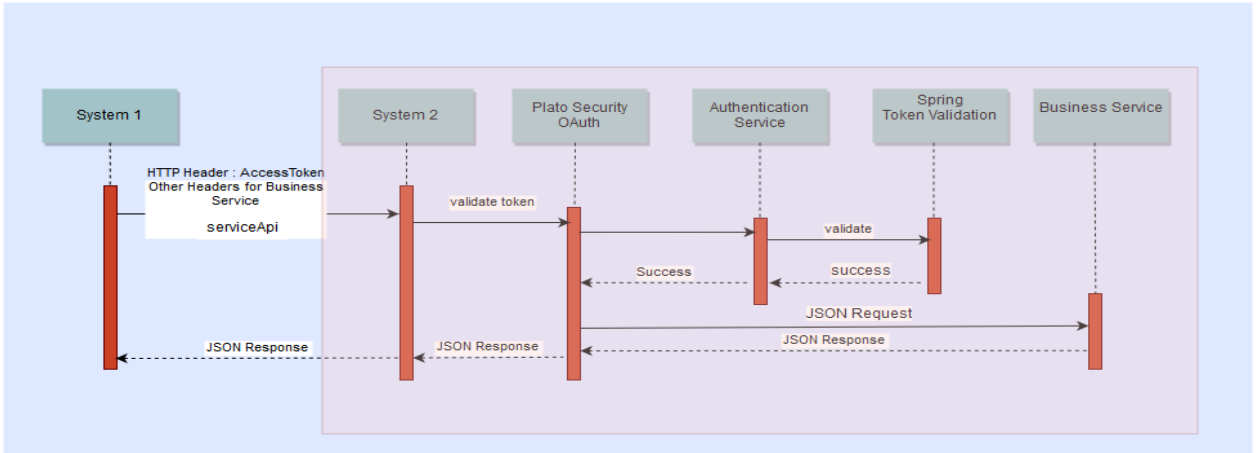 System 1
System 2
Plato Security
OAuth
Authentication
Service
Spring
Token Validation
Business Service
HTTP Header : AccessToken
Other Headers for Business
Service
serviceApi
validate token
validate
Success
success
JSON Request
JSON Response
JSON Response
JSON Response